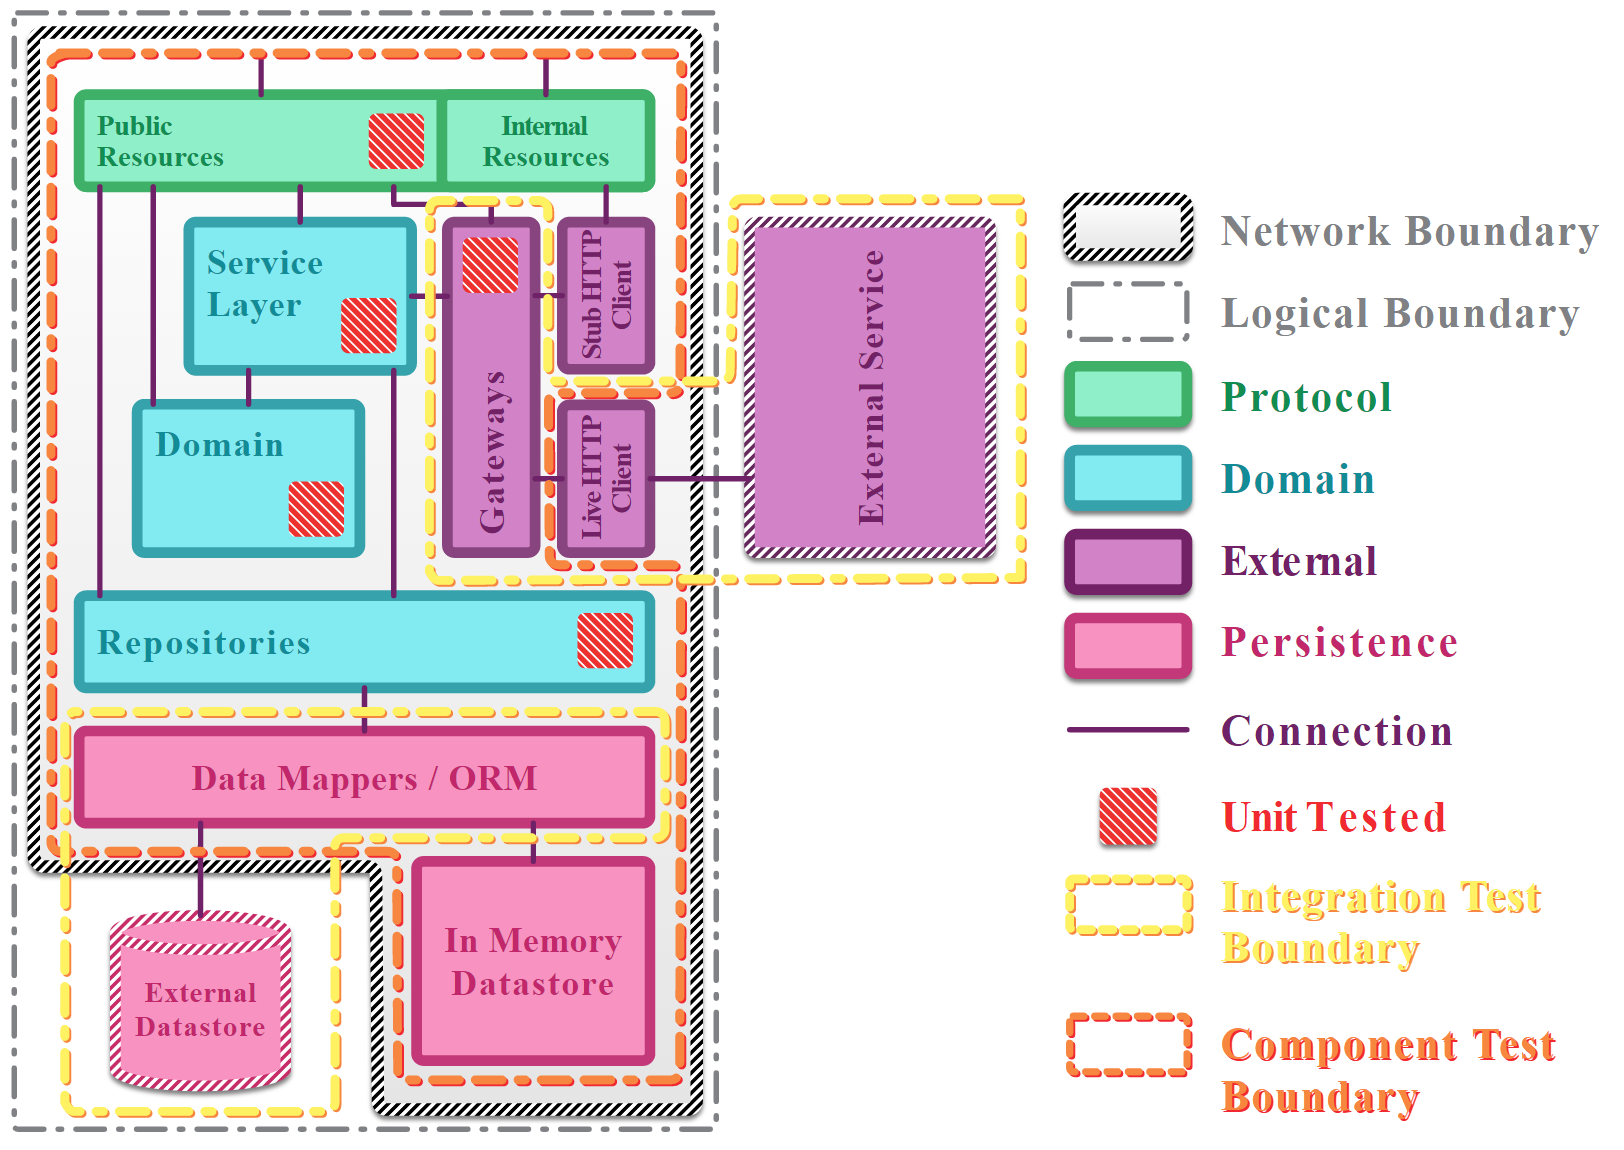 Public
Resources
Internal
Resources
Service
Layer
Stub HTTP
Client
Gateways
Domain
Live HTTP
Client
External Service
Repositories
Data Mappers / ORM
In Memory
Datastore
External
Datastore
Network Boundary
Logical Boundary
Protocol
Domain
External
Persistence
Connection
Unit Tested
Integration Test
Boundary
Component Test
Boundary